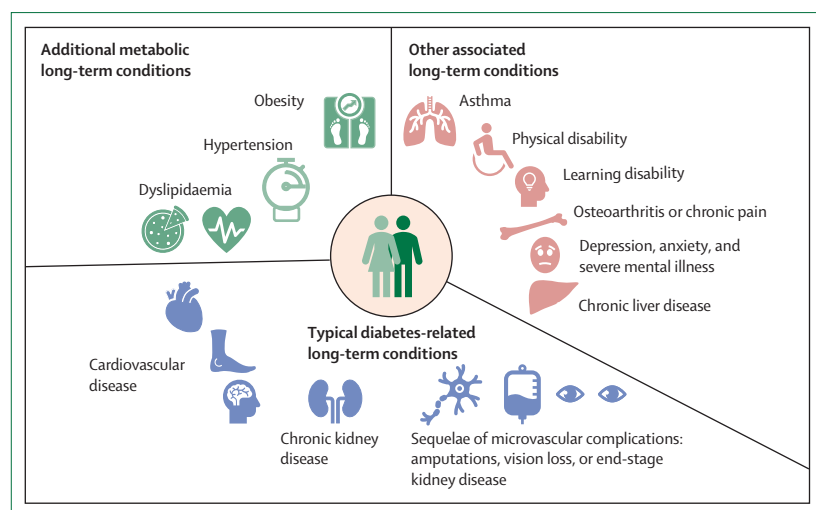 Additional metabolic
long-term conditions
Obesity
Hypertension
Dyslipidaemia
Other associated
long-term conditions
Asthma
Physical disability
Learning disability
Osteoarthritis or chronic pain
Depression, anxiety, and
severe mental illness
Chronic liver disease
Typical diabetes-related
long-term conditions
Cardiovascular
disease
Chronic kidney
disease
Sequelae of microvascular complications:
amputations, vision loss, or end-stage
kidney disease